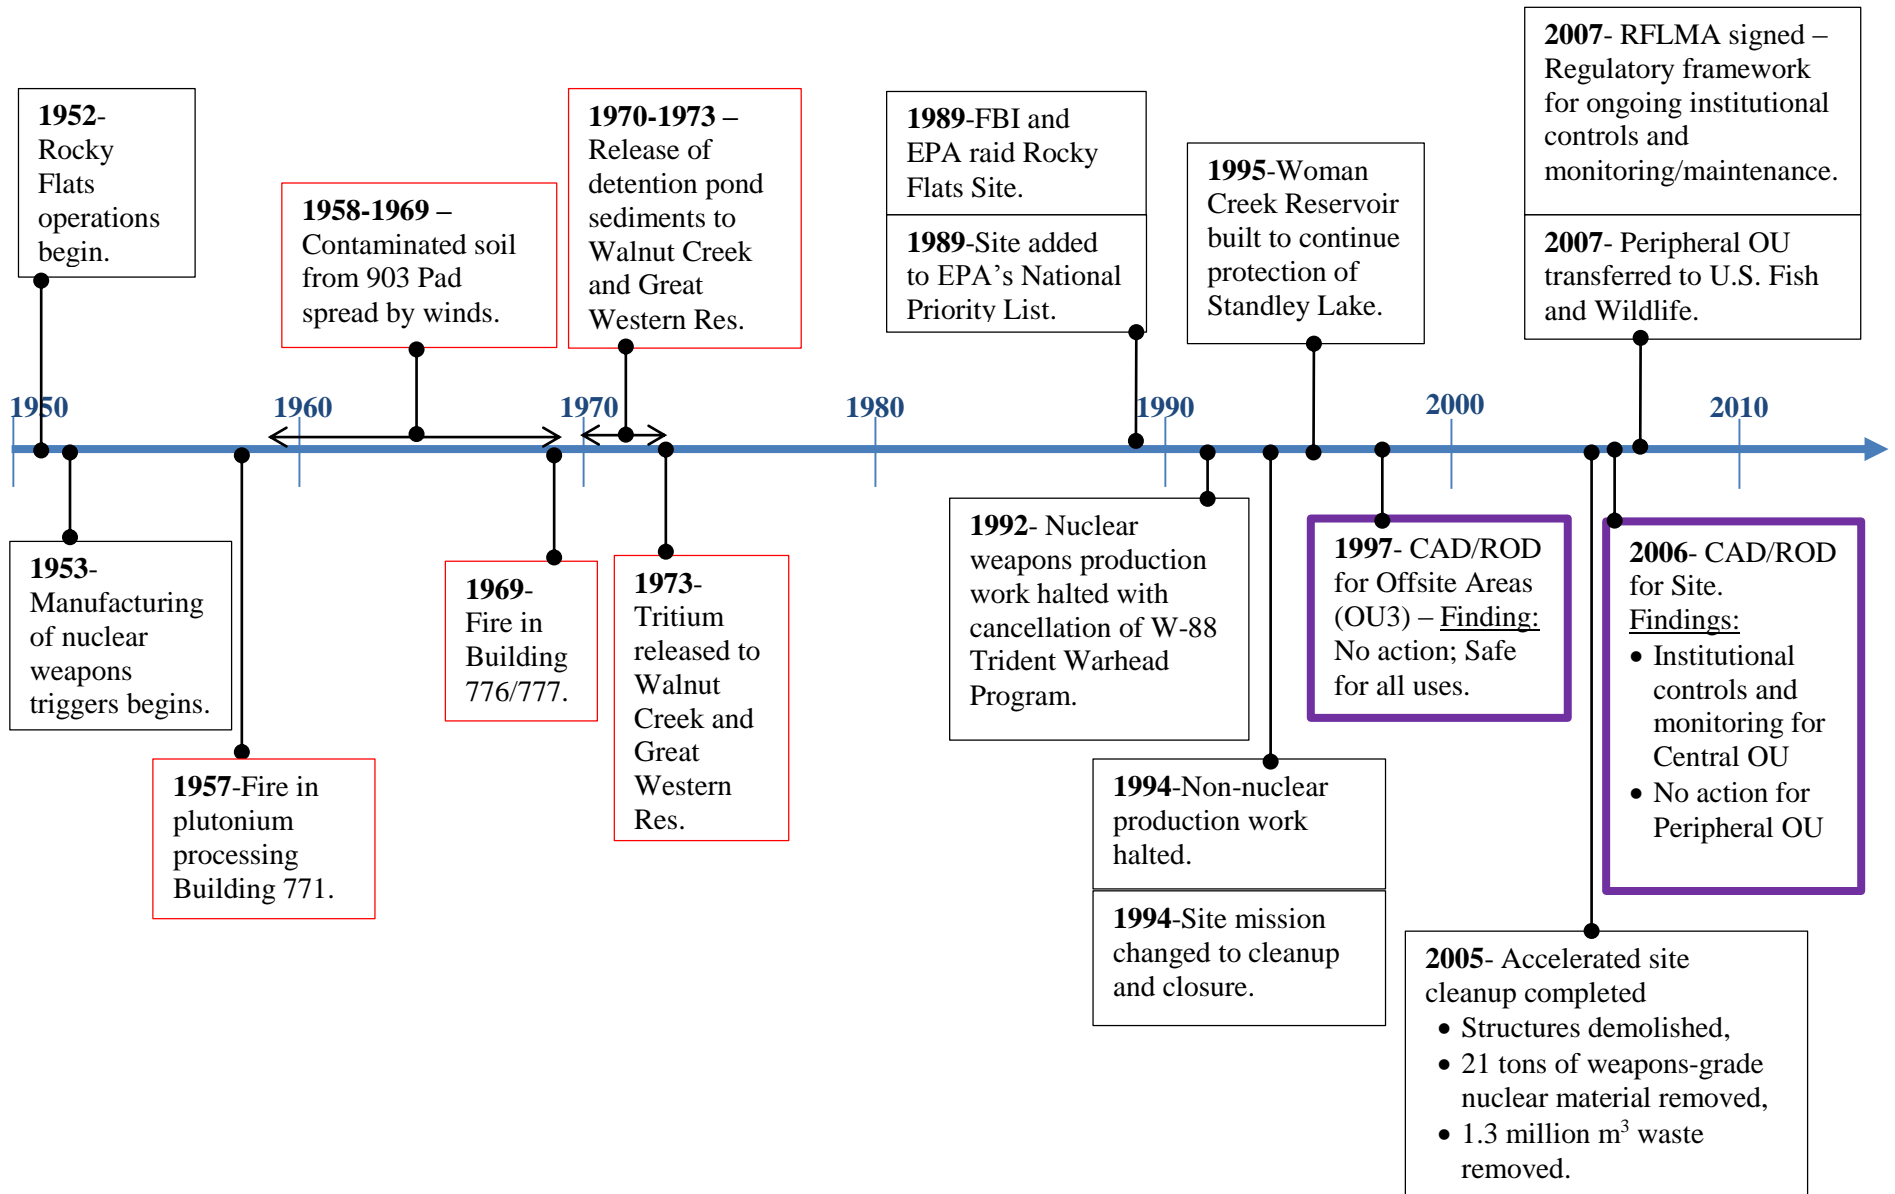 1952-
Rocky
Flats
operations
begin.
1958-1969 –
Contaminated soil
from 903 Pad
spread by winds.
1970-1973 –
Release of
detention pond
sediments to
Walnut Creek
and Great
Western Res.
1989-FBI and
EPA raid Rocky
Flats Site.
1989-Site added
to EPA’s National
Priority List.
1995-Woman
Creek Reservoir
built to continue
protection of
Standley Lake.
2007- RFLMA signed –
Regulatory framework
for ongoing institutional
controls and
monitoring/maintenance.
2007- Peripheral OU
transferred to U.S. Fish
and Wildlife.
1950
1960
1970
1980
1990
2000
2010
1953-
Manufacturing
of nuclear
weapons
triggers begins.
1957-Fire in
plutonium
processing
Building 771.
1969-
Fire in
Building
776/777.
1973-
Tritium
released to
Walnut
Creek and
Great
Western
Res.
1992- Nuclear
weapons production
work halted with
cancellation of W-88
Trident Warhead
Program.
1994-Non-nuclear
production work
halted.
1994-Site mission
changed to cleanup
and closure.
1997- CAD/ROD
for Offsite Areas
(OU3) – Finding:
No action; Safe
for all uses.
2005- Accelerated site
cleanup completed
• Structures demolished,
• 21 tons of weapons-grade
nuclear material removed,
• 1.3 million m³ waste
removed.
2006- CAD/ROD
for Site.
Findings:
• Institutional
controls and
monitoring for
Central OU
• No action for
Peripheral OU